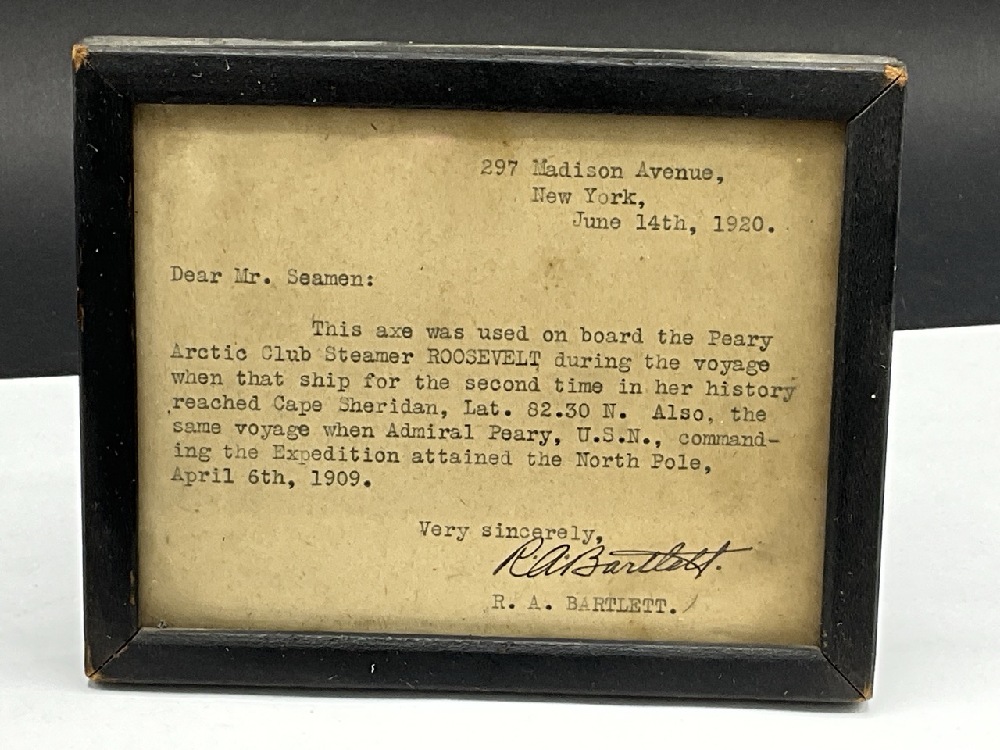 297 Madison Avenue,
New York,
June 14th, 1920.
Dear Mr. Seamen:
This axe was used on board the Peary
Arctic Club Steamer ROOSEVELT during the voyage
when that ship for the second time in her history
reached Cape Sheridan, Lat. 82.30 N. Also, the
same voyage when Admiral Peary, U.S.N., command-
ing the Expedition attained the North Pole,
April 6th, 1909.
Very sincerely,
R.A. Bartlett.
R. A. BARTLETT.